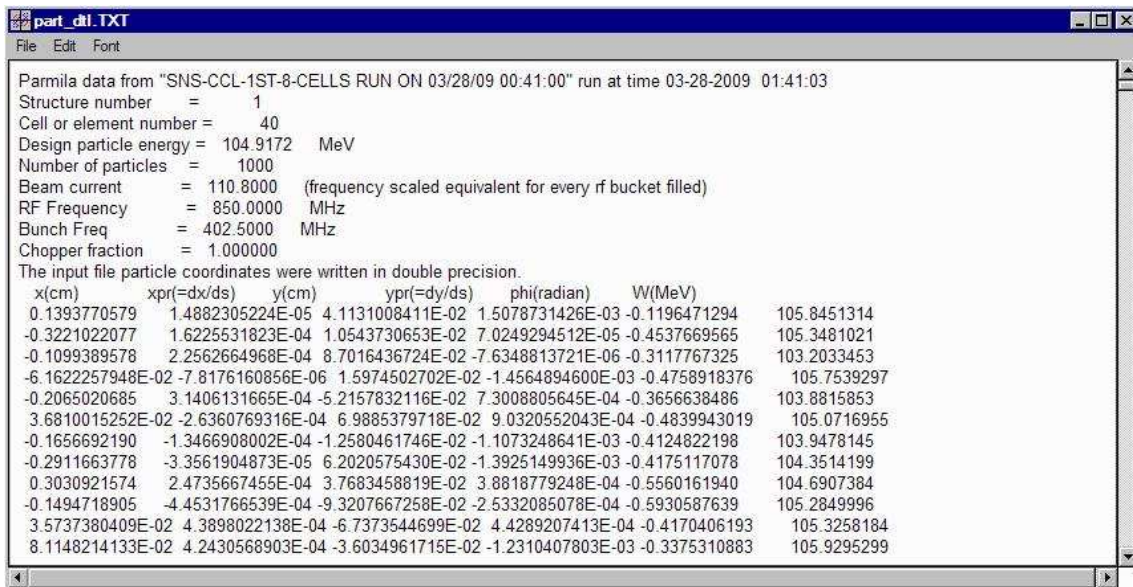 part_dtl.TXT
File Edit Font
Parmila data from "SNS-CCL-1ST-8-CELLS RUN ON 03/28/09 00:41:00" run at time 03-28-2009 01:41:03
Structure number = 1
Cell or element number = 40
Design particle energy = 104.9172 MeV
Number of particles = 1000
Beam current = 110.8000 (frequency scaled equivalent for every rf bucket filled)
RF Frequency = 850.0000 MHz
Bunch Freq = 402.5000 MHz
Chopper fraction = 1.000000
The input file particle coordinates were written in double precision.
x(cm) xpr(=dx/ds) y(cm) ypr(=dy/ds) phi(radian) W(MeV)
0.1393770579 1.4882305224E-05 4.1131008411E-02 1.5078731426E-03 -0.1196471294 105.8451314
-0.3221022077 1.6225531823E-04 1.0543730653E-02 7.0249294512E-05 -0.4537669565 105.3481021
-0.1099389578 2.2562664968E-04 8.7016436724E-02 -7.6348813721E-06 -0.3117767325 103.2033453
-6.1622257948E-02 -7.8176160856E-06 1.5974502702E-02 -1.4564894600E-03 -0.4758918376 105.7539297
-0.2065020685 3.1406131665E-04 -5.2157832116E-02 7.3008805645E-04 -0.3656638486 103.8815853
3.6810015252E-02 -2.6360769316E-04 6.9885379718E-02 9.0320552043E-04 -0.4839943019 105.0716955
-0.1656692190 -1.3466908002E-04 -1.2580461746E-02 -1.1073248641E-03 -0.4124822198 103.9478145
-0.2911663778 -3.3561904873E-05 6.2020575430E-02 -1.3925149936E-03 -0.4175117078 104.3514199
0.3030921574 2.4735667455E-04 3.7683458819E-02 3.8818779248E-04 -0.5560161940 104.6907384
-0.1494718905 -4.4531766539E-04 -9.3207667258E-02 -2.5332085078E-04 -0.5930587639 105.2849996
3.5737380409E-02 4.3898022138E-04 -6.7373544699E-02 4.4289207413E-04 -0.4170406193 105.3258184
8.1148214133E-02 4.2430568903E-04 -3.6034961715E-02 -1.2310407803E-03 -0.3375310883 105.9295299